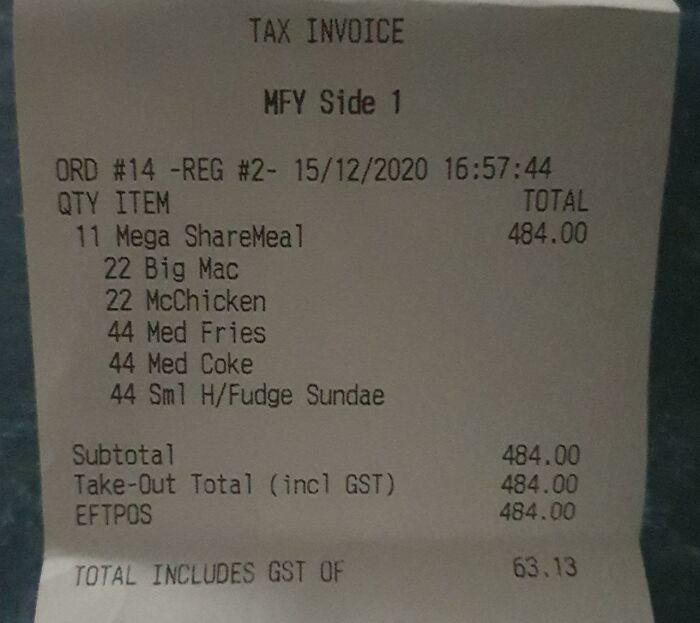 TAX INVOICE
MFY Side 1
ORD #14 -REG #2- 15/12/2020 16:57:44
QTY ITEM TOTAL
11 Mega ShareMeal 484.00
22 Big Mac
22 McChicken
44 Med Fries
44 Med Coke
44 Sml H/Fudge Sundae
Subtotal 484.00
Take-Out Total (incl GST) 484.00
EFTPOS 484.00
TOTAL INCLUDES GST OF 63.13